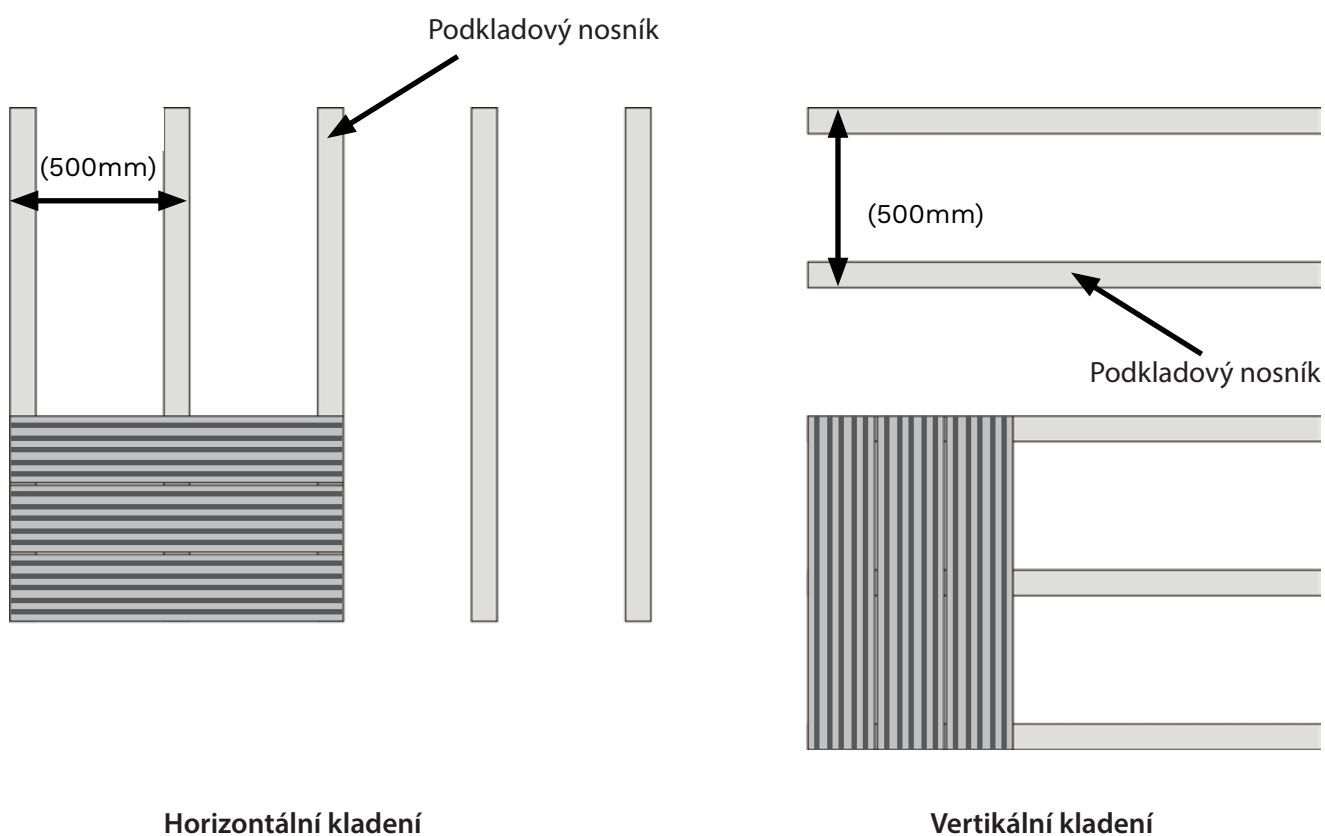 Podkladový nosník
(500mm)
(500mm)
Podkladový nosník
Horizontální kladení
Vertikální kladení